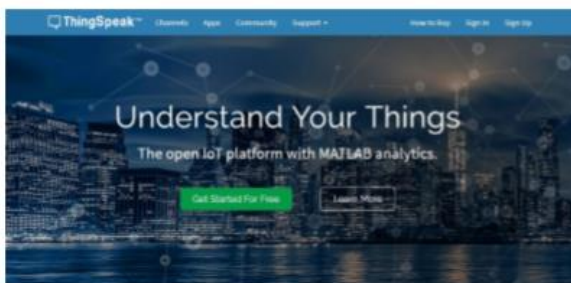 ThingSpeak™ Channels Apps Community Support How to Buy Sign In Sign Up
Understand Your Things
The open IoT platform with MATLAB analytics.
Get Started For Free Learn More